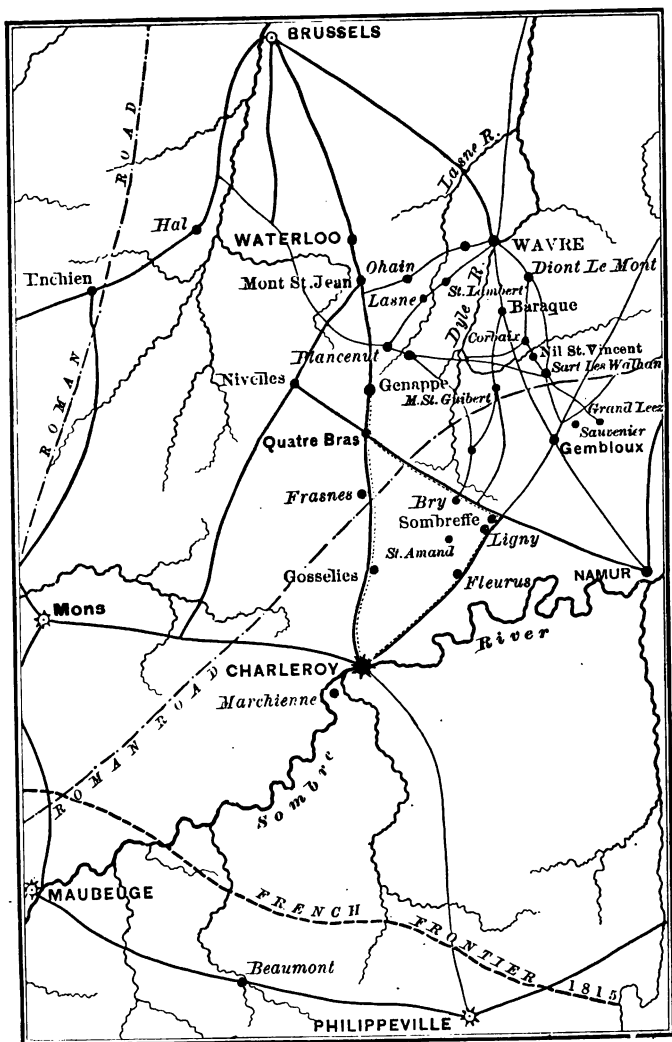 BRUSSELS
ROMAN ROAD
Lasne R.
Hal
WATERLOO
WAVRE
Enchien
Mont St. Jean
Ohain
Diont Le Mont
Lasne
St. Lambert
Dyle R.
Baraque
Corbaix
Plancenut
Nil St. Vincent
Sart Les Walhan
Nivelles
Genappe
M. St. Guibert
Grand Leez
Sauvenier
Quatre Bras
Gembloux
Frasnes
Bry
Sombreffe
Ligny
St. Amand
Gosselies
Fleurus
NAMUR
Mons
River
CHARLEROY
Marchienne
ROMAN ROAD
Sombre
MAUBEUGE
FRENCH FRONTIER 1815
Beaumont
PHILIPPEVILLE